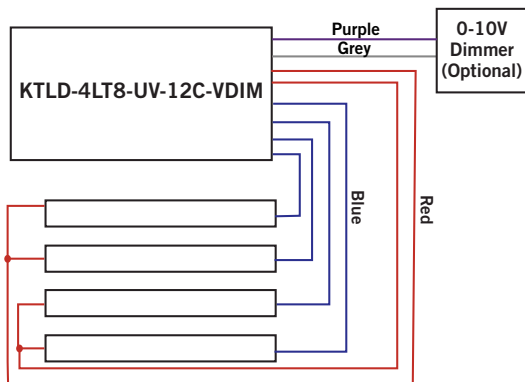 Purple
Grey
0-10V
Dimmer
(Optional)
KTLD-4LT8-UV-12C-VDIM
Blue
Red